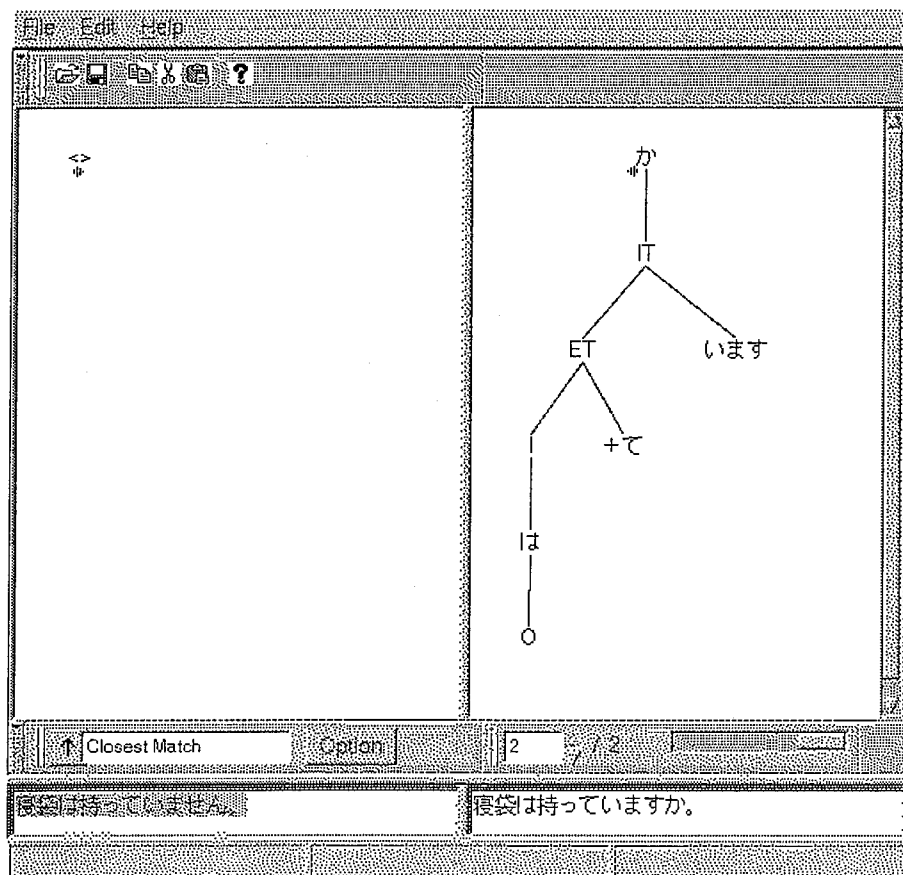 File Edit Help
?
<>
か
IT
ET
います
I
+て
は
O
Closest Match
Option
2
/ 2
寝袋は持っていません。
寝袋は持っていますか。